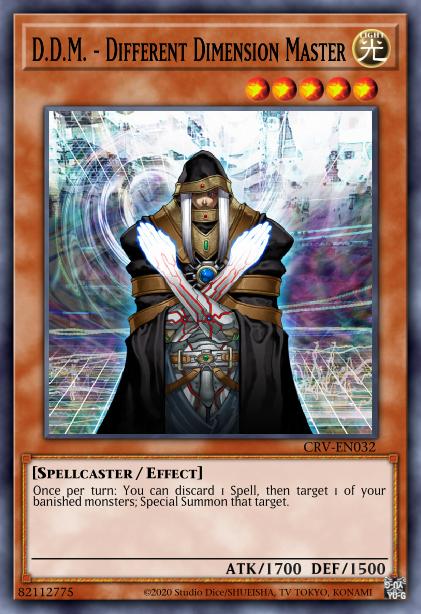 D.D.M. - Different Dimension Master
LIGHT
光
CRV-EN032
[Spellcaster / Effect]
Once per turn: You can discard 1 Spell, then target 1 of your
banished monsters; Special Summon that target.
ATK/1700 DEF/1500
82112775
©2020 Studio Dice/SHUEISHA, TV TOKYO, KONAMI